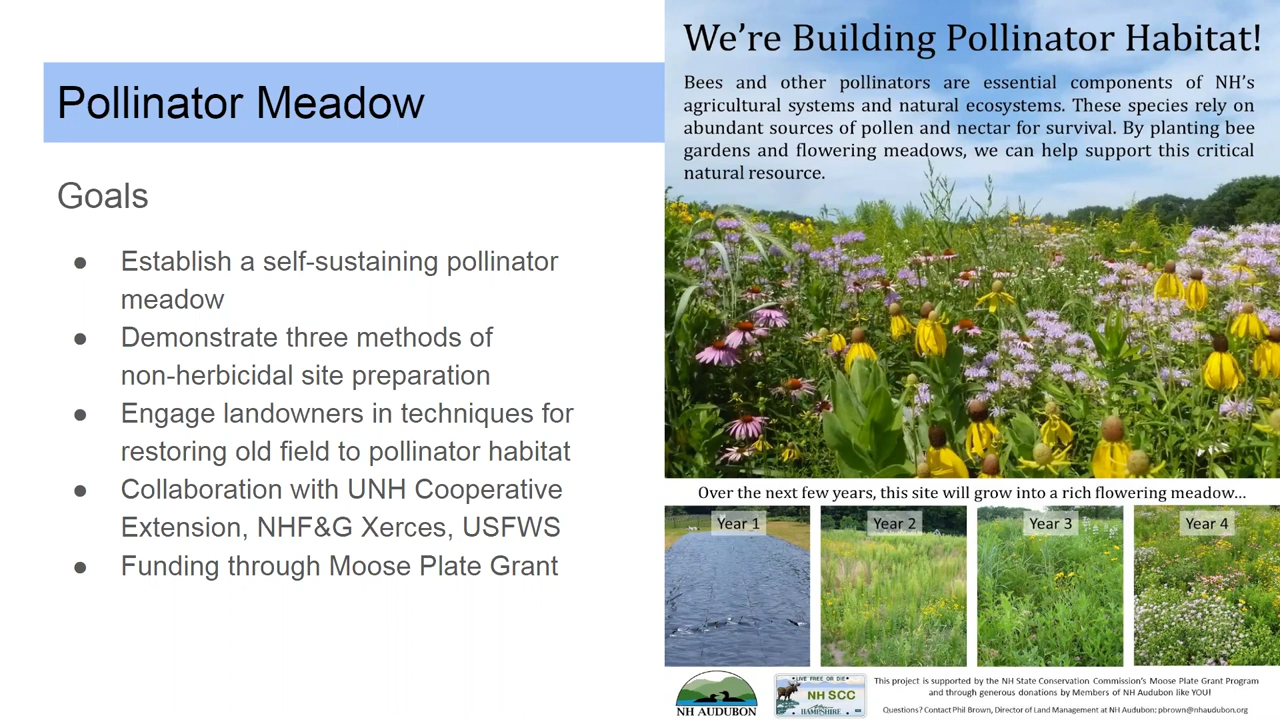 Pollinator Meadow
Goals
● Establish a self-sustaining pollinator
meadow
● Demonstrate three methods of
non-herbicidal site preparation
● Engage landowners in techniques for
restoring old field to pollinator habitat
● Collaboration with UNH Cooperative
Extension, NHF&G Xerces, USFWS
● Funding through Moose Plate Grant
We're Building Pollinator Habitat!
Bees and other pollinators are essential components of NH's
agricultural systems and natural ecosystems. These species rely on
abundant sources of pollen and nectar for survival. By planting bee
gardens and flowering meadows, we can help support this critical
natural resource.
Over the next few years, this site will grow into a rich flowering meadow...
Year 1
Year 2
Year 3
Year 4
NH AUDUBON
LIVE FREE OR DIE
NH SCC
NEW HAMPSHIRE
This project is supported by the NH State Conservation Commission's Moose Plate Grant Program
and through generous donations by Members of NH Audubon like YOU!
Questions? Contact Phil Brown, Director of Land Management at NH Audubon: pbrown@nhaudubon.org